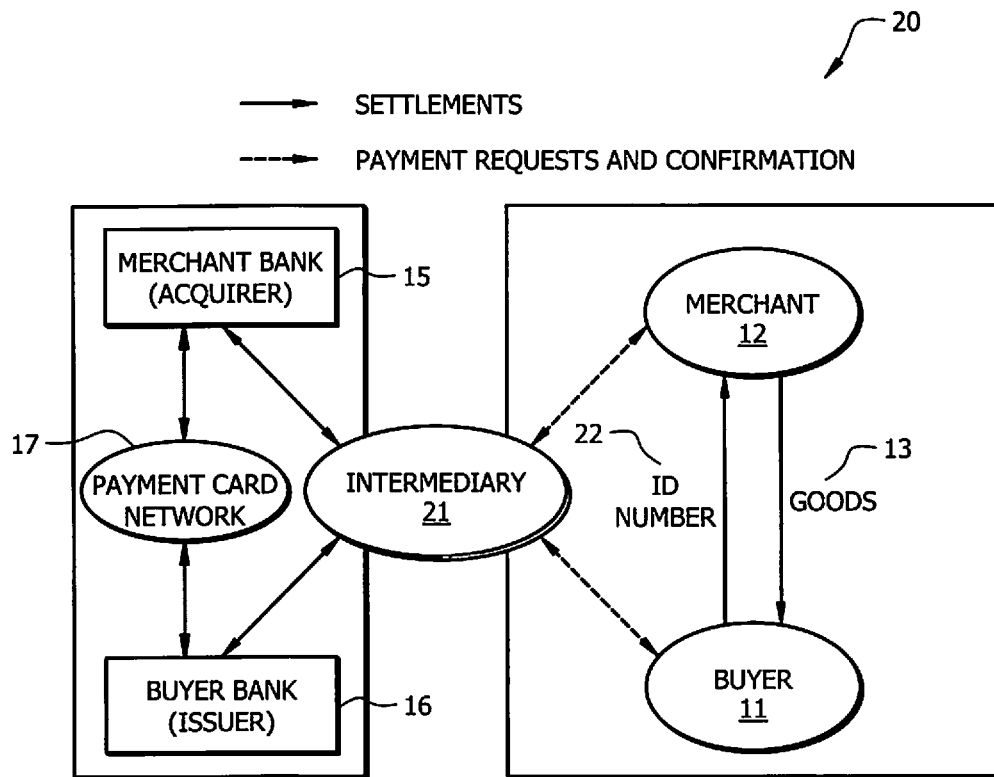 20
SETTLEMENTS
PAYMENT REQUESTS AND CONFIRMATION
MERCHANT BANK
(ACQUIRER)
15
MERCHANT
12
17
PAYMENT CARD
NETWORK
INTERMEDIARY
21
22
ID
NUMBER
13
GOODS
BUYER BANK
(ISSUER)
16
BUYER
11